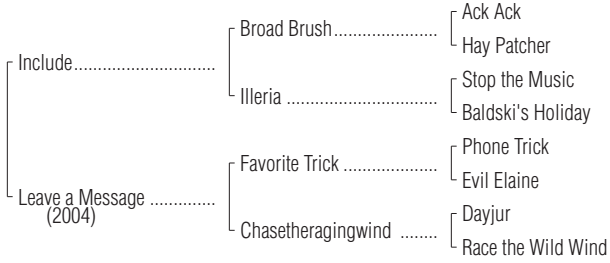 Ack Ack
Broad Brush
Hay Patcher
Include
Stop the Music
Illeria
Baldski's Holiday
Phone Trick
Favorite Trick
Evil Elaine
Leave a Message
(2004)
Dayjur
Chasetheragingwind
Race the Wild Wind